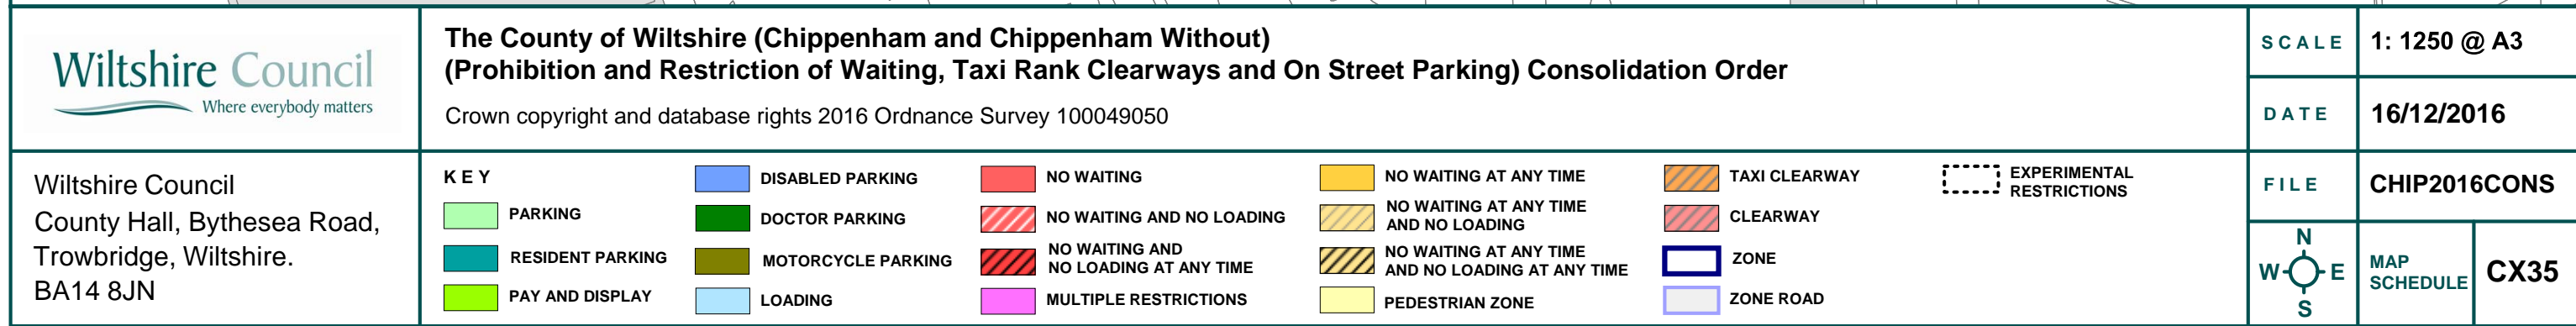 Wiltshire Council
Where everybody matters
The County of Wiltshire (Chippenham and Chippenham Without)
(Prohibition and Restriction of Waiting, Taxi Rank Clearways and On Street Parking) Consolidation Order
Crown copyright and database rights 2016 Ordnance Survey 100049050
SCALE
1: 1250 @ A3
DATE
16/12/2016
Wiltshire Council
County Hall, Bythesea Road,
Trowbridge, Wiltshire.
BA14 8JN
KEY
PARKING
RESIDENT PARKING
PAY AND DISPLAY
DISABLED PARKING
DOCTOR PARKING
MOTORCYCLE PARKING
LOADING
NO WAITING
NO WAITING AND NO LOADING
NO WAITING AND
NO LOADING AT ANY TIME
MULTIPLE RESTRICTIONS
NO WAITING AT ANY TIME
NO WAITING AT ANY TIME
AND NO LOADING
NO WAITING AT ANY TIME
AND NO LOADING AT ANY TIME
PEDESTRIAN ZONE
TAXI CLEARWAY
CLEARWAY
ZONE
ZONE ROAD
EXPERIMENTAL
RESTRICTIONS
FILE
CHIP2016CONS
N
W E
S
MAP
SCHEDULE
CX35